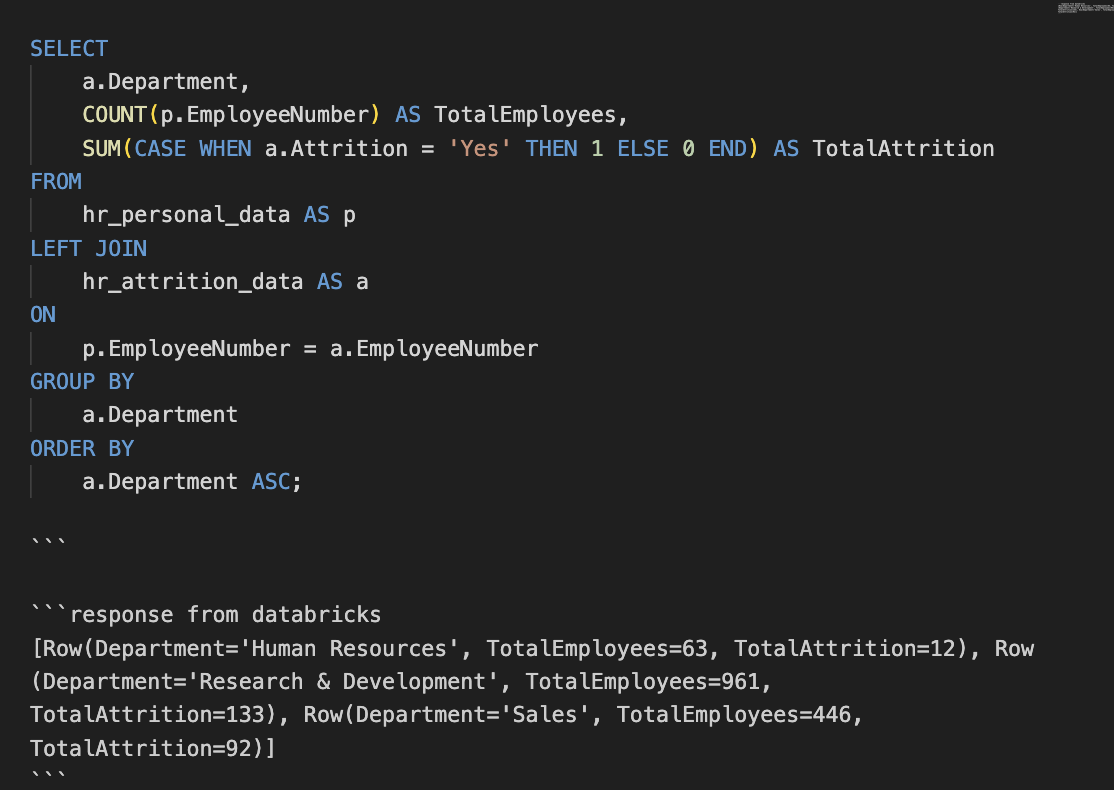 SELECT
    a.Department,
    COUNT(p.EmployeeNumber) AS TotalEmployees,
    SUM(CASE WHEN a.Attrition = 'Yes' THEN 1 ELSE 0 END) AS TotalAttrition
FROM
    hr_personal_data AS p
LEFT JOIN
    hr_attrition_data AS a
ON
    p.EmployeeNumber = a.EmployeeNumber
GROUP BY
    a.Department
ORDER BY
    a.Department ASC;
```
```response from databricks
[Row(Department='Human Resources', TotalEmployees=63, TotalAttrition=12), Row
(Department='Research & Development', TotalEmployees=961,
TotalAttrition=133), Row(Department='Sales', TotalEmployees=446,
TotalAttrition=92)]
```